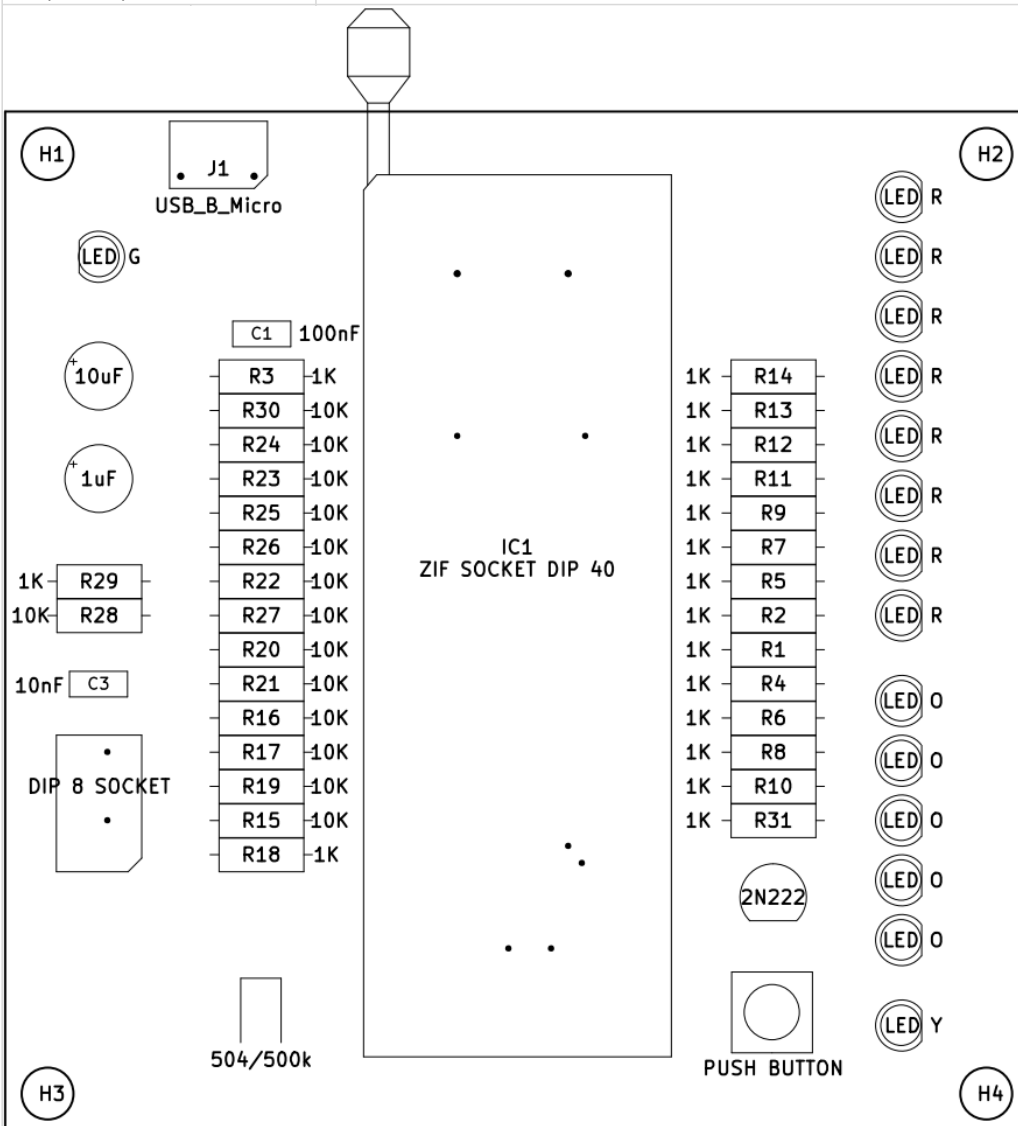 H1
J1
USB_B_Micro
H2
LED R
LED G
LED R
LED R
C1 100nF
10uF
R3 1K
1K R14
LED R
R30 10K
1K R13
R24 10K
1K R12
LED R
1uF
R23 10K
1K R11
LED R
R25 10K
1K R9
R26 10K
1K R7
LED R
IC1
ZIF SOCKET DIP 40
1K R29
R22 10K
1K R5
10K R28
R27 10K
1K R2
LED R
R20 10K
1K R1
10nF C3
R21 10K
1K R4
LED O
R16 10K
1K R6
R17 10K
1K R8
LED O
DIP 8 SOCKET
R19 10K
1K R10
R15 10K
1K R31
LED O
R18 1K
2N222
LED O
LED O
LED Y
504/500k
PUSH BUTTON
H3
H4